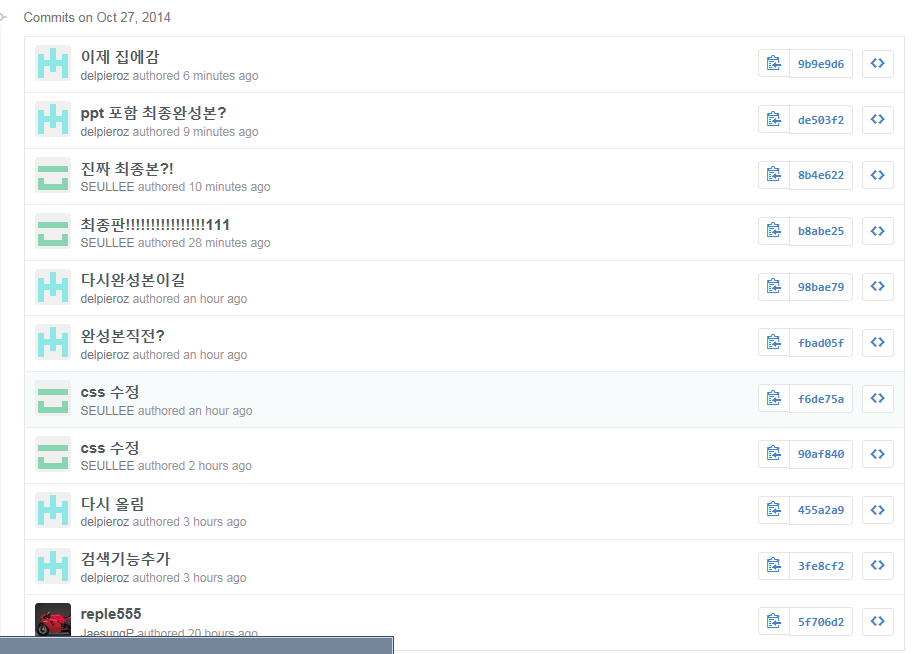 Commits on Oct 27, 2014
이제 집에감
delpieroz authored 6 minutes ago
9b9e9d6
ppt 포함 최종완성본?
delpieroz authored 9 minutes ago
de503f2
진짜 최종본?!
SEULLEE authored 10 minutes ago
8b4e622
최종판!!!!!!!!!!!!!!!!111
SEULLEE authored 28 minutes ago
b8abe25
다시완성본이길
delpieroz authored an hour ago
98bae79
완성본직전?
delpieroz authored an hour ago
fbad05f
css 수정
SEULLEE authored an hour ago
f6de75a
css 수정
SEULLEE authored 2 hours ago
90af840
다시 올림
delpieroz authored 3 hours ago
455a2a9
검색기능추가
delpieroz authored 3 hours ago
3fe8cf2
reple555
JaesungP authored 20 hours ago
5f706d2